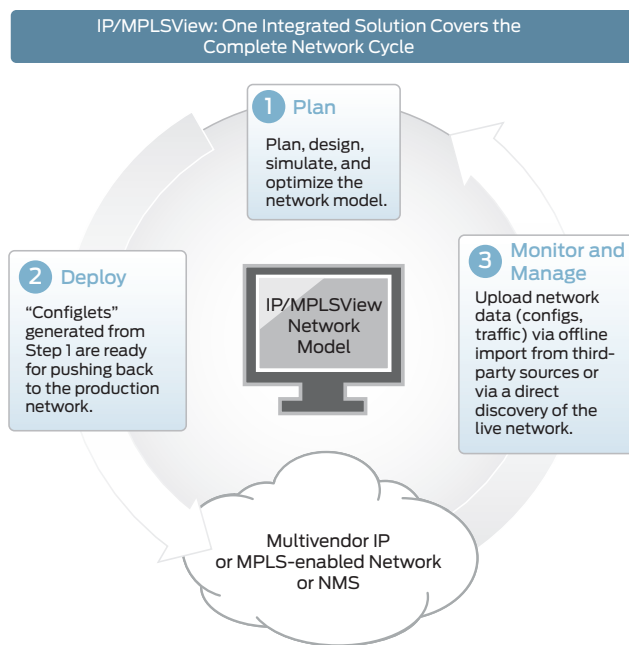 IP/MPLSView: One Integrated Solution Covers the
Complete Network Cycle
1 Plan
Plan, design,
simulate, and
optimize the
network model.
2 Deploy
“Configlets”
generated from
Step 1 are ready
for pushing back
to the production
network.
IP/MPLSView
Network
Model
3 Monitor and
Manage
Upload network
data (configs,
traffic) via offline
import from third-
party sources or
via a direct
discovery of the
live network.
Multivendor IP
or MPLS-enabled Network
or NMS